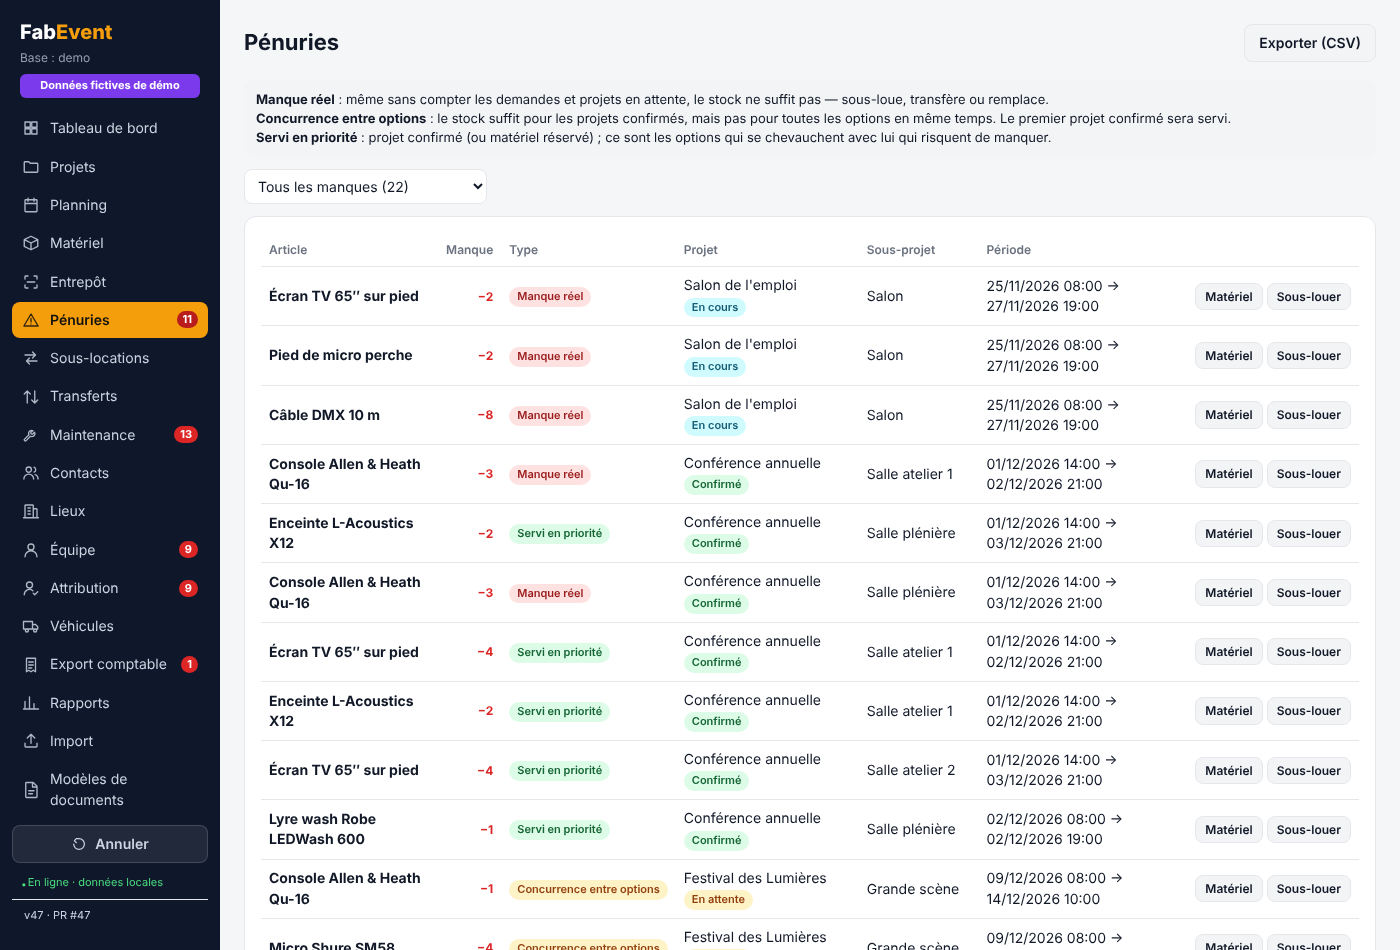 FabEvent
Base : demo
Données fictives de démo
Tableau de bord
Projets
Planning
Matériel
Entrepôt
Pénuries 11
Sous-locations
Transferts
Maintenance 13
Contacts
Lieux
Équipe 9
Attribution 9
Véhicules
Export comptable 1
Rapports
Import
Modèles de
documents
Annuler
En ligne · données locales
v47 · PR #47
Pénuries
Exporter (CSV)
Manque réel : même sans compter les demandes et projets en attente, le stock ne suffit pas — sous-loue, transfère ou remplace.
Concurrence entre options : le stock suffit pour les projets confirmés, mais pas pour toutes les options en même temps. Le premier projet confirmé sera servi.
Servi en priorité : projet confirmé (ou matériel réservé) ; ce sont les options qui se chevauchent avec lui qui risquent de manquer.
Tous les manques (22)
Article Manque Type Projet Sous-projet Période
Écran TV 65″ sur pied −2 Manque réel Salon de l'emploi En cours Salon 25/11/2026 08:00 → 27/11/2026 19:00 Matériel Sous-louer
Pied de micro perche −2 Manque réel Salon de l'emploi En cours Salon 25/11/2026 08:00 → 27/11/2026 19:00 Matériel Sous-louer
Câble DMX 10 m −8 Manque réel Salon de l'emploi En cours Salon 25/11/2026 08:00 → 27/11/2026 19:00 Matériel Sous-louer
Console Allen & Heath Qu-16 −3 Manque réel Conférence annuelle Confirmé Salle atelier 1 01/12/2026 14:00 → 02/12/2026 21:00 Matériel Sous-louer
Enceinte L-Acoustics X12 −2 Servi en priorité Conférence annuelle Confirmé Salle plénière 01/12/2026 14:00 → 03/12/2026 21:00 Matériel Sous-louer
Console Allen & Heath Qu-16 −3 Manque réel Conférence annuelle Confirmé Salle plénière 01/12/2026 14:00 → 03/12/2026 21:00 Matériel Sous-louer
Écran TV 65″ sur pied −4 Servi en priorité Conférence annuelle Confirmé Salle atelier 1 01/12/2026 14:00 → 02/12/2026 21:00 Matériel Sous-louer
Enceinte L-Acoustics X12 −2 Servi en priorité Conférence annuelle Confirmé Salle atelier 1 01/12/2026 14:00 → 02/12/2026 21:00 Matériel Sous-louer
Écran TV 65″ sur pied −4 Servi en priorité Conférence annuelle Confirmé Salle atelier 2 01/12/2026 14:00 → 03/12/2026 21:00 Matériel Sous-louer
Lyre wash Robe LEDWash 600 −1 Servi en priorité Conférence annuelle Confirmé Salle plénière 02/12/2026 08:00 → 02/12/2026 19:00 Matériel Sous-louer
Console Allen & Heath Qu-16 −1 Concurrence entre options Festival des Lumières En attente Grande scène 09/12/2026 08:00 → 14/12/2026 10:00 Matériel Sous-louer
Micro Shure SM58 −4 Concurrence entre options Festival des Lumières Grande scène 09/12/2026 08:00 → Matériel Sous-louer